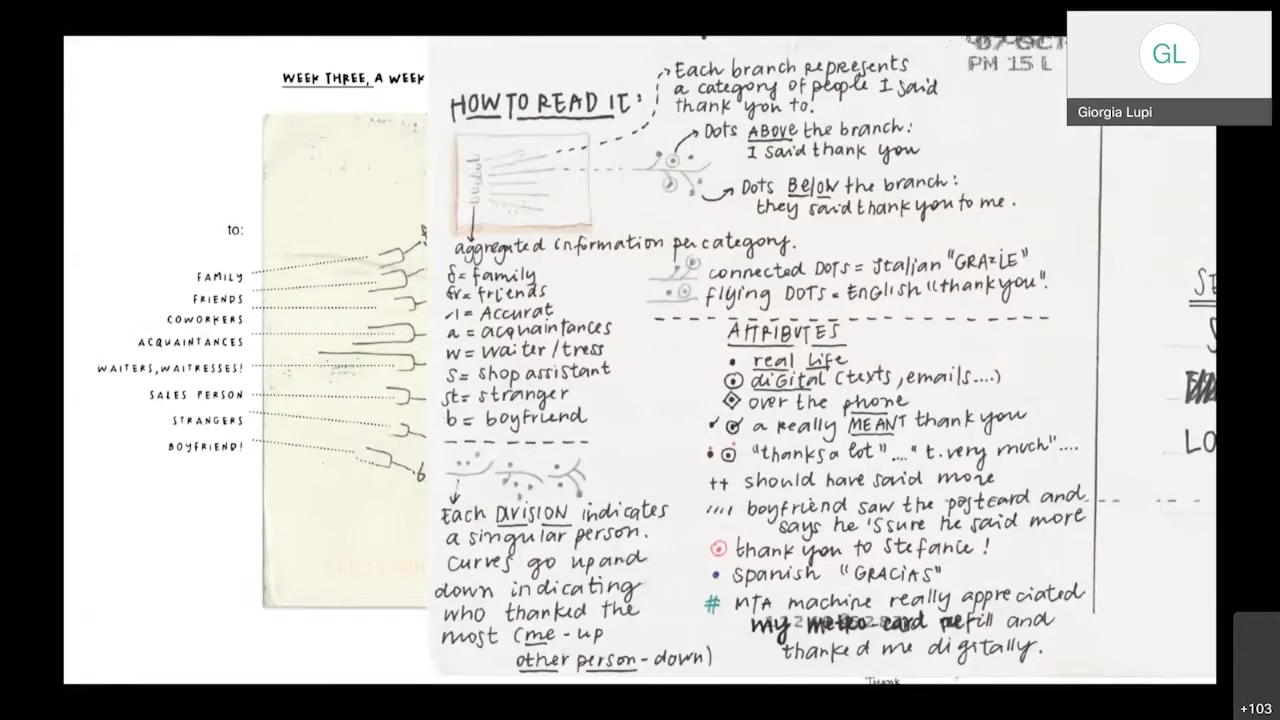 GL
Giorgia Lupi
07-OCT
PM 15 L
WEEK THREE, A WEEK
to:
FAMILY
FRIENDS
COWORKERS
ACQUAINTANCES
WAITERS, WAITRESSES!
SALES PERSON
STRANGERS
BOYFRIEND!
HOW TO READ IT:
Each branch represents
a category of people I said
thank you to!
Dots ABOVE the branch:
I said thank you
Dots BELOW the branch:
they said thank you to me.
aggregated information per category.
f = family
fr = friends
= Accurat
a = acquaintances
w = waiter/tress
s = shop assistant
st = stranger
b = boyfriend
connected DOTS = italian "GRAZIE"
flying DOTS = ENGLISH "thank you".
Each DIVISION indicates
a singular person.
Curves go up and
down indicating
who thanked the
most (me-up
other person-down)
ATTRIBUTES
real life
digital (texts, emails....)
over the phone
a really MEANT thank you
"thanks a lot"...." t. very much"....
++ should have said more
boyfriend saw the postcard and
says he's sure he said more
thank you to Stefanie!
Spanish "GRACIAS"
# MTA machine really appreciated
my metro card refill and
thanked me digitally.
b
LO
Thank
+103